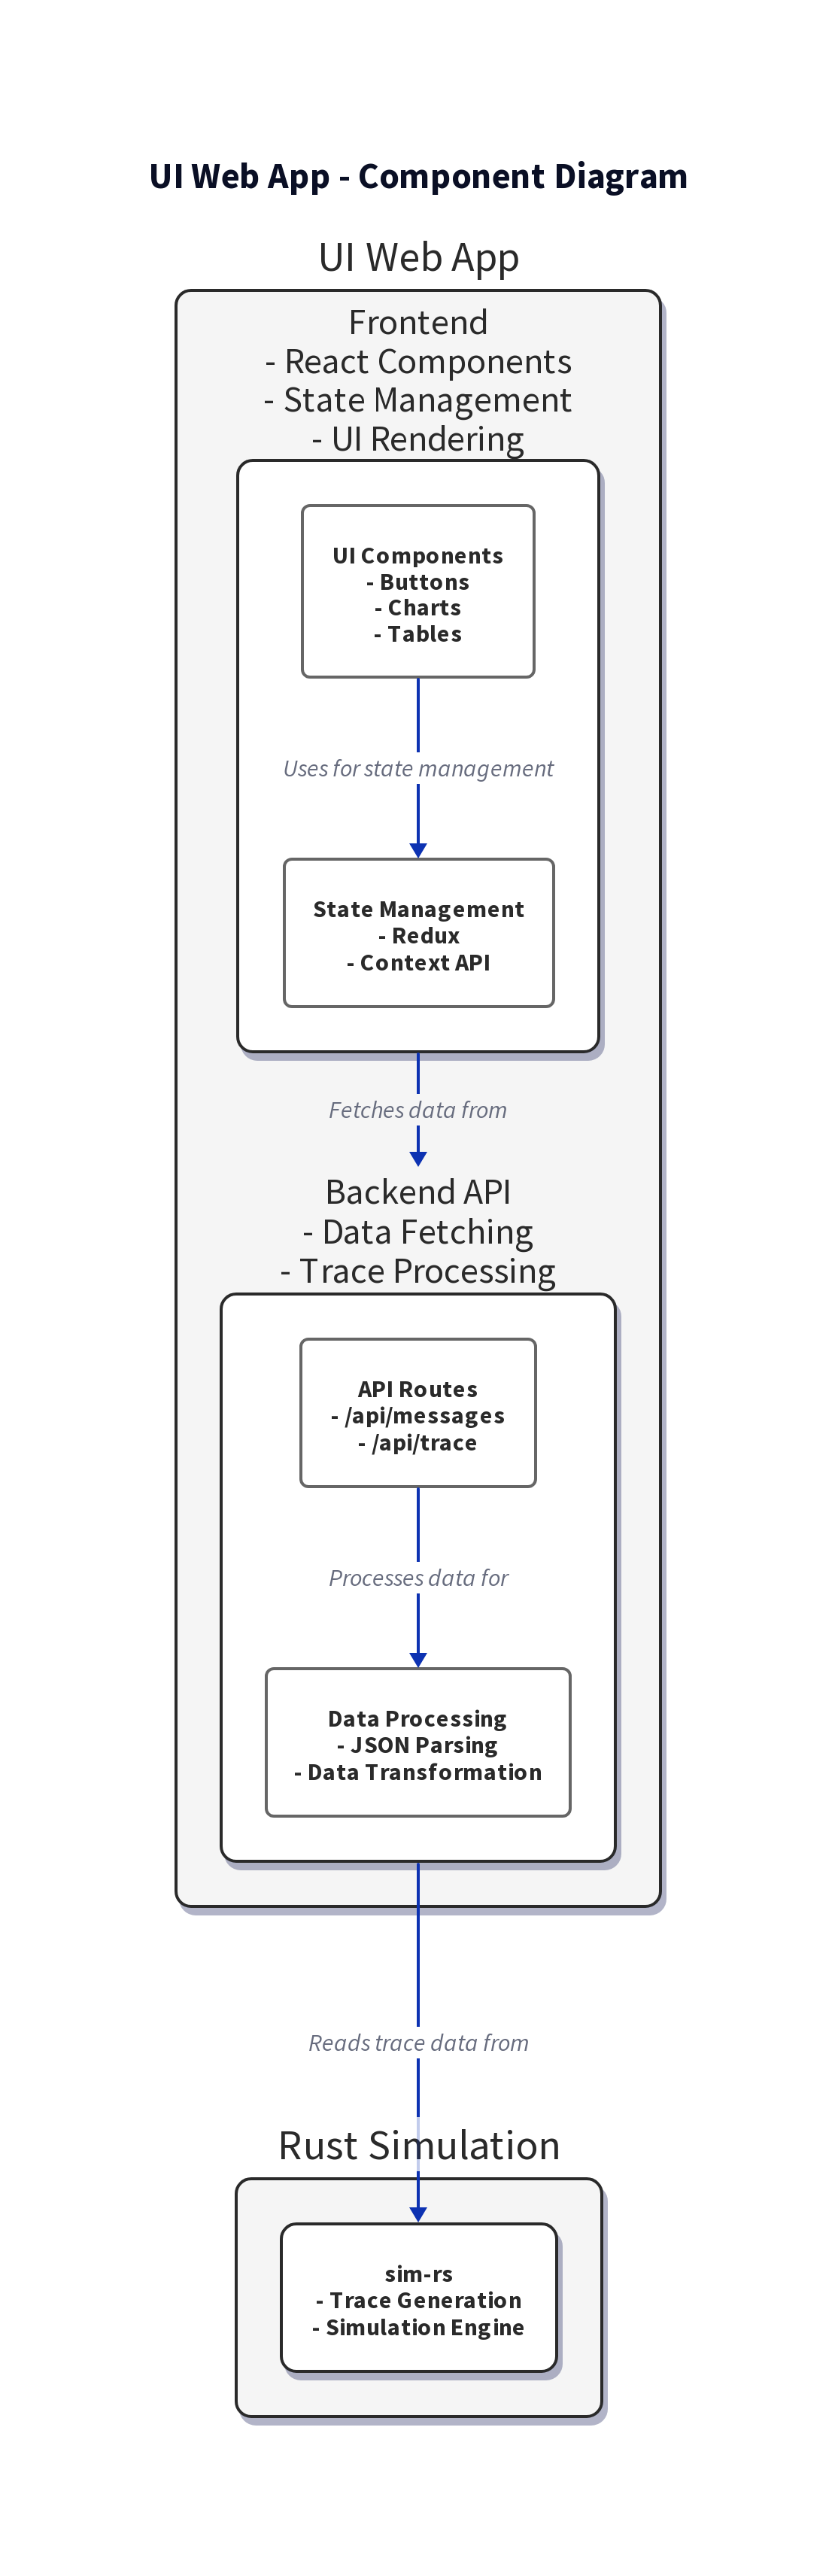 UI Web App - Component Diagram
UI Web App
Frontend
- React Components
- State Management
- UI Rendering
UI Components
- Buttons
- Charts
- Tables
Uses for state management
State Management
- Redux
- Context API
Fetches data from
Backend API
- Data Fetching
- Trace Processing
API Routes
- /api/messages
- /api/trace
Processes data for
Data Processing
- JSON Parsing
- Data Transformation
Reads trace data from
Rust Simulation
sim-rs
- Trace Generation
- Simulation Engine